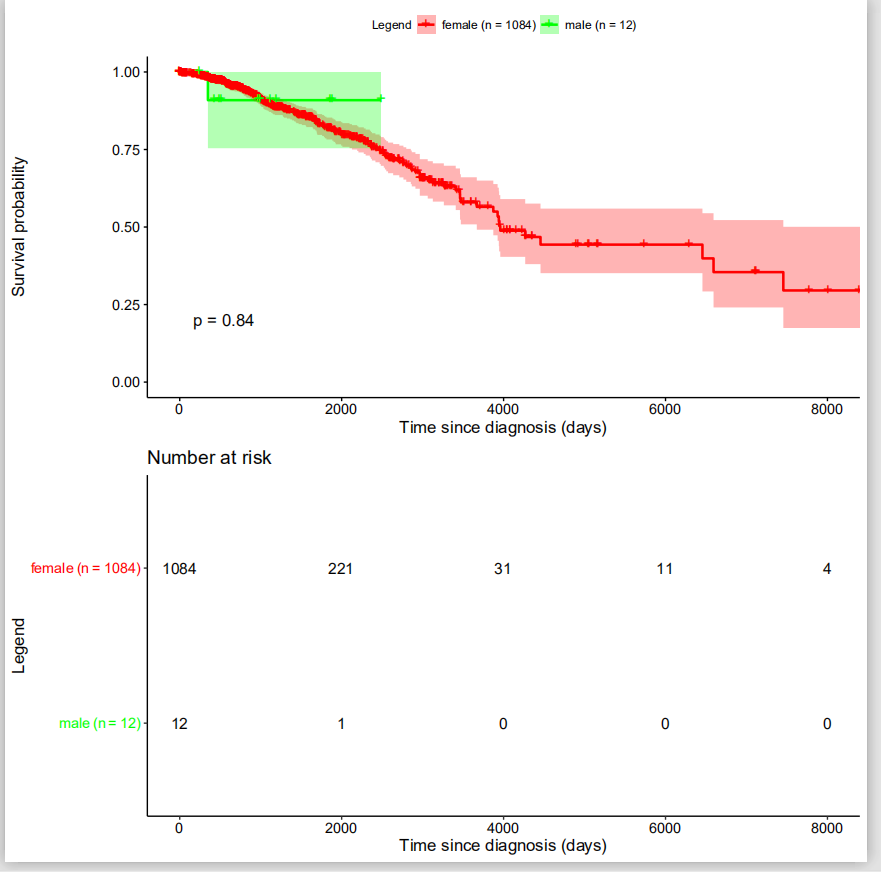 Legend female (n = 1084) male (n = 12)
1.00
0.75
0.50
0.25
0.00
Survival probability
p = 0.84
0 2000 4000 6000 8000
Time since diagnosis (days)
Number at risk
female (n = 1084) 1084 221 31 11 4
Legend
male (n = 12) 12 1 0 0 0
0 2000 4000 6000 8000
Time since diagnosis (days)